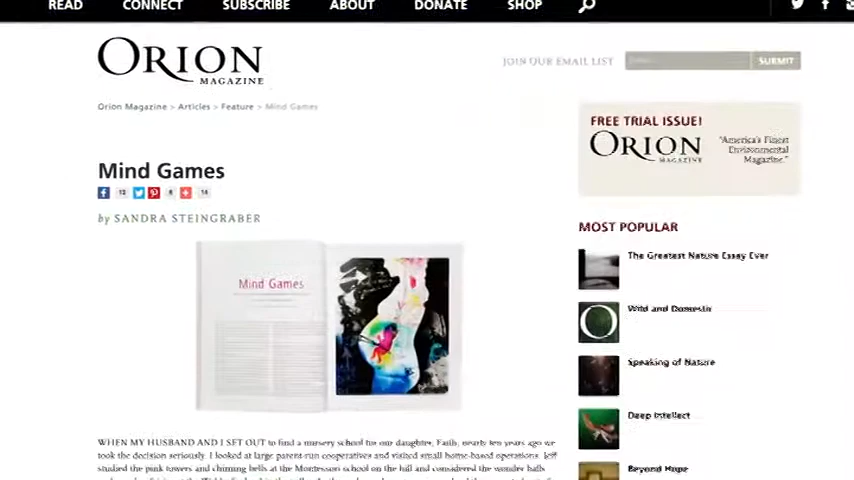 READ CONNECT SUBSCRIBE ABOUT DONATE SHOP
ORION
MAGAZINE
JOIN OUR EMAIL LIST
SUBMIT
Orion Magazine > Articles > Feature > Mind Games
FREE TRIAL ISSUE!
ORION
MAGAZINE
"America's Finest
Environmental
Magazine."
Mind Games
12 8 14
by SANDRA STEINGRABER
MOST POPULAR
Mind Games
The Greatest Nature Essay Ever
Wild and Domestic
Speaking of Nature
Deep Intellect
Beyond Hope
WHEN MY HUSBAND AND I SET OUT to find a nursery school for our daughter, Faith, nearly ten years ago we
took the decision seriously. I looked at large parent-run cooperatives and visited small home-based operations. Jeff
studied the pink towers and chiming bells at the Montessori school on the hill and considered the wonder balls